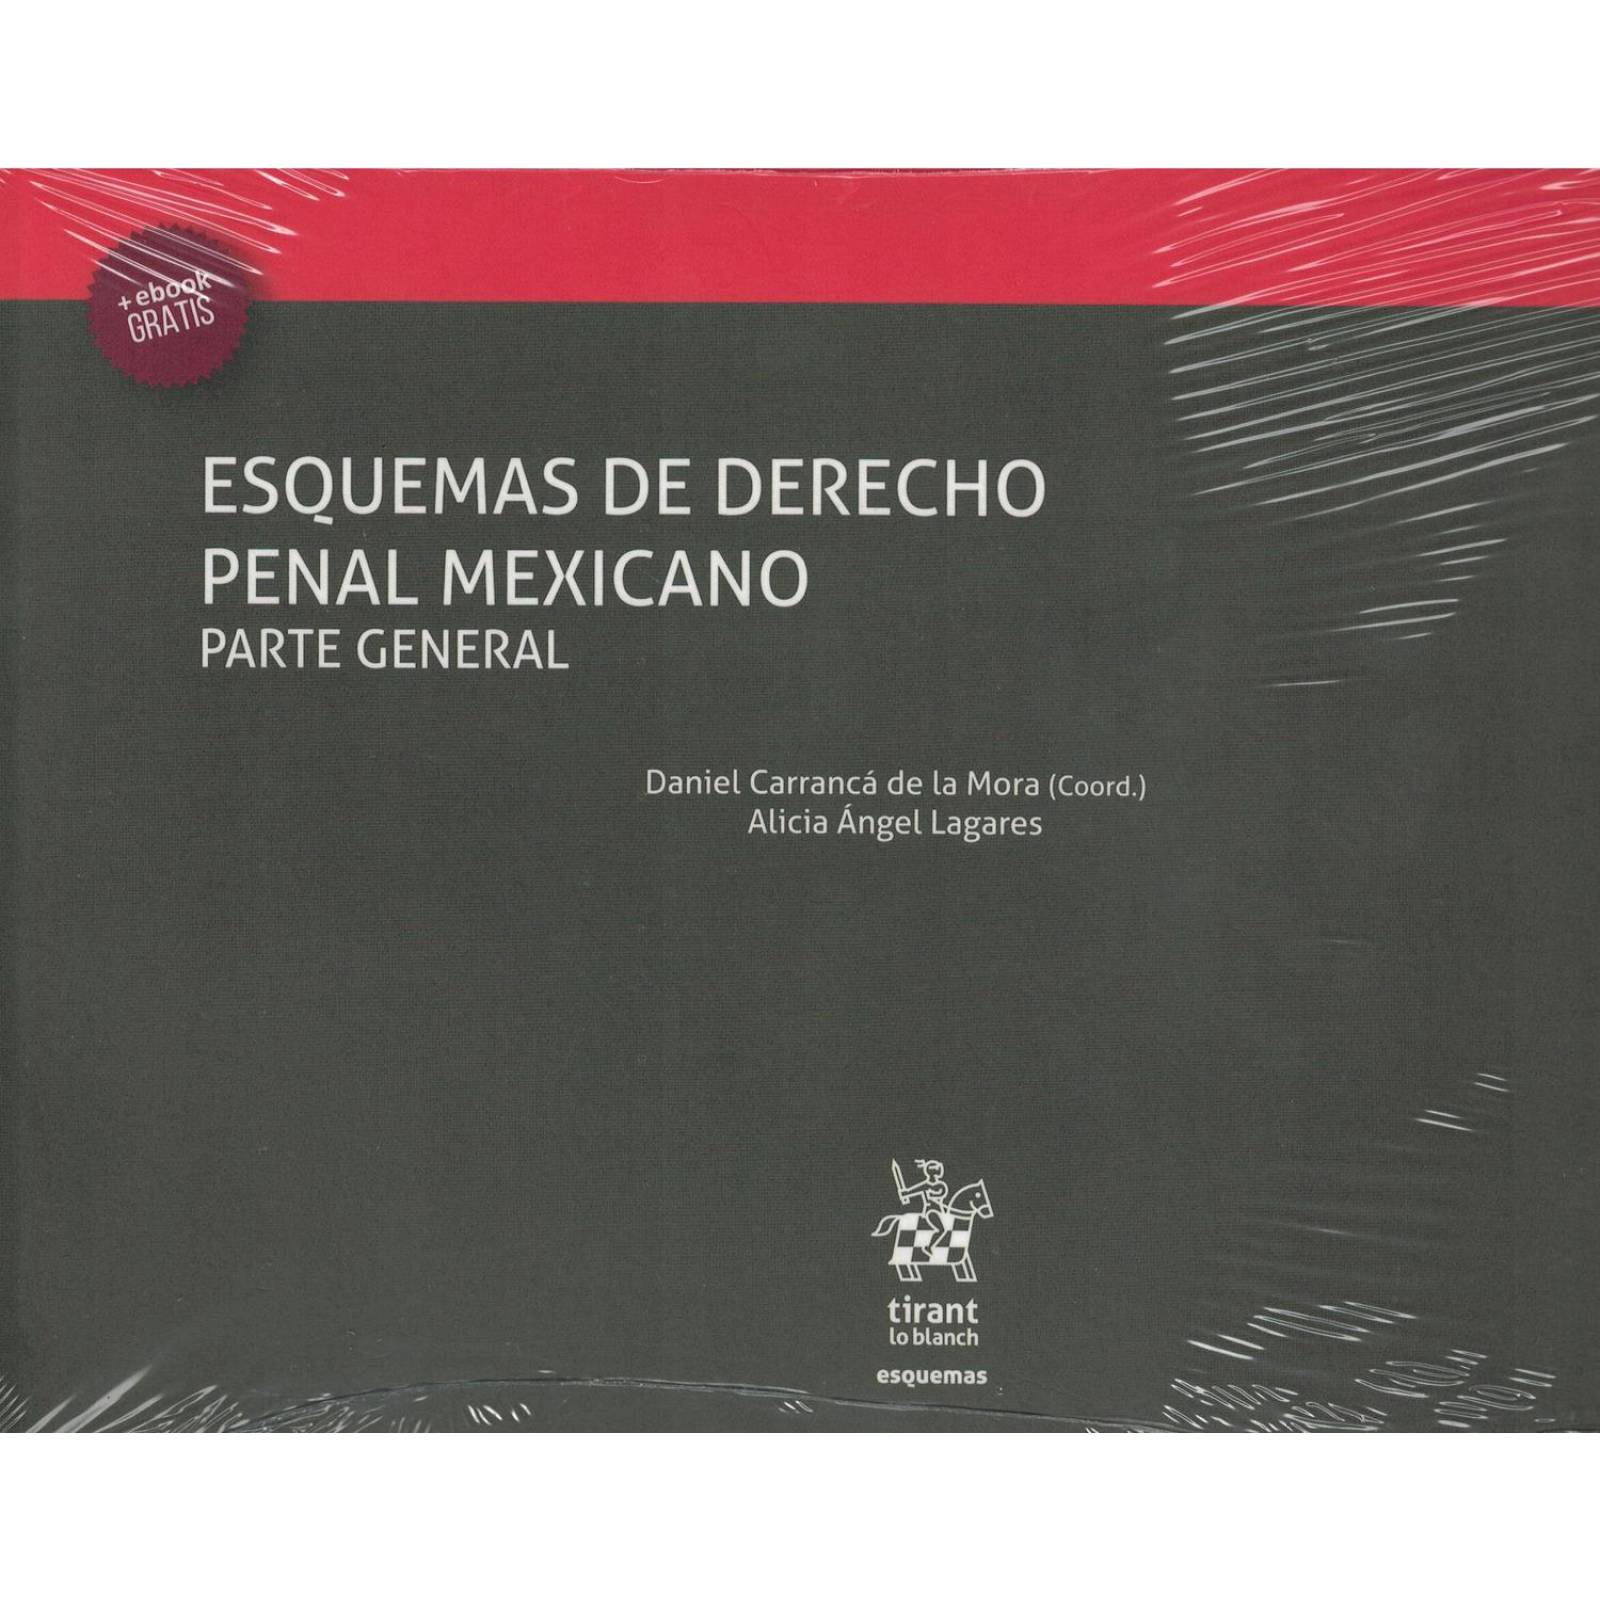 + ebook
GRATIS
ESQUEMAS DE DERECHO
PENAL MEXICANO
PARTE GENERAL
Daniel Carrancá de la Mora (Coord.)
Alicia Ángel Lagares
tirant
lo blanch
esquemas